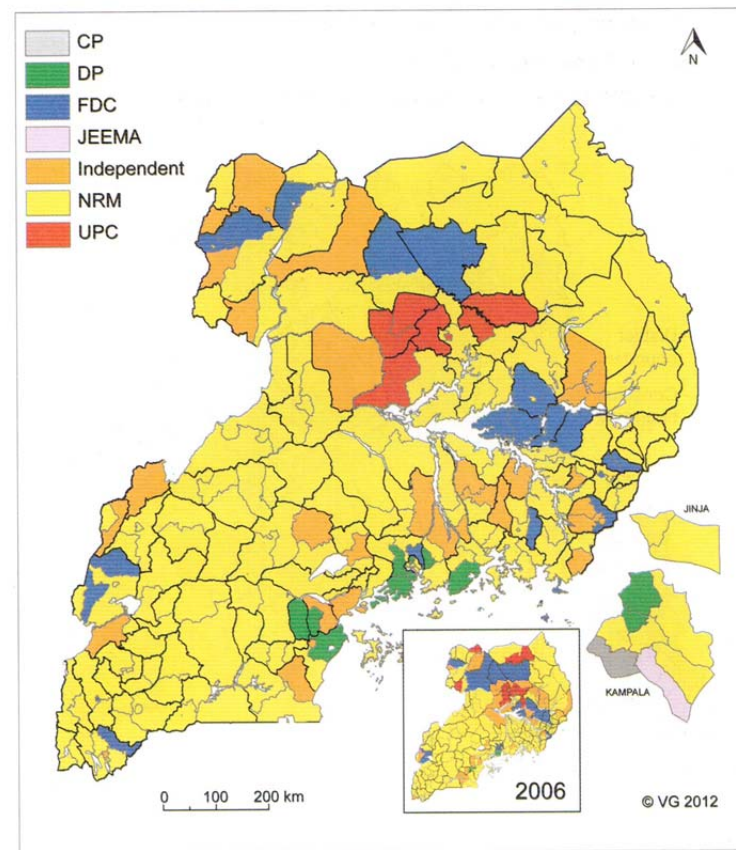 CP
DP
FDC
JEEMA
Independent
NRM
UPC
N
JINJA
KAMPALA
2006
0 100 200 km
© VG 2012